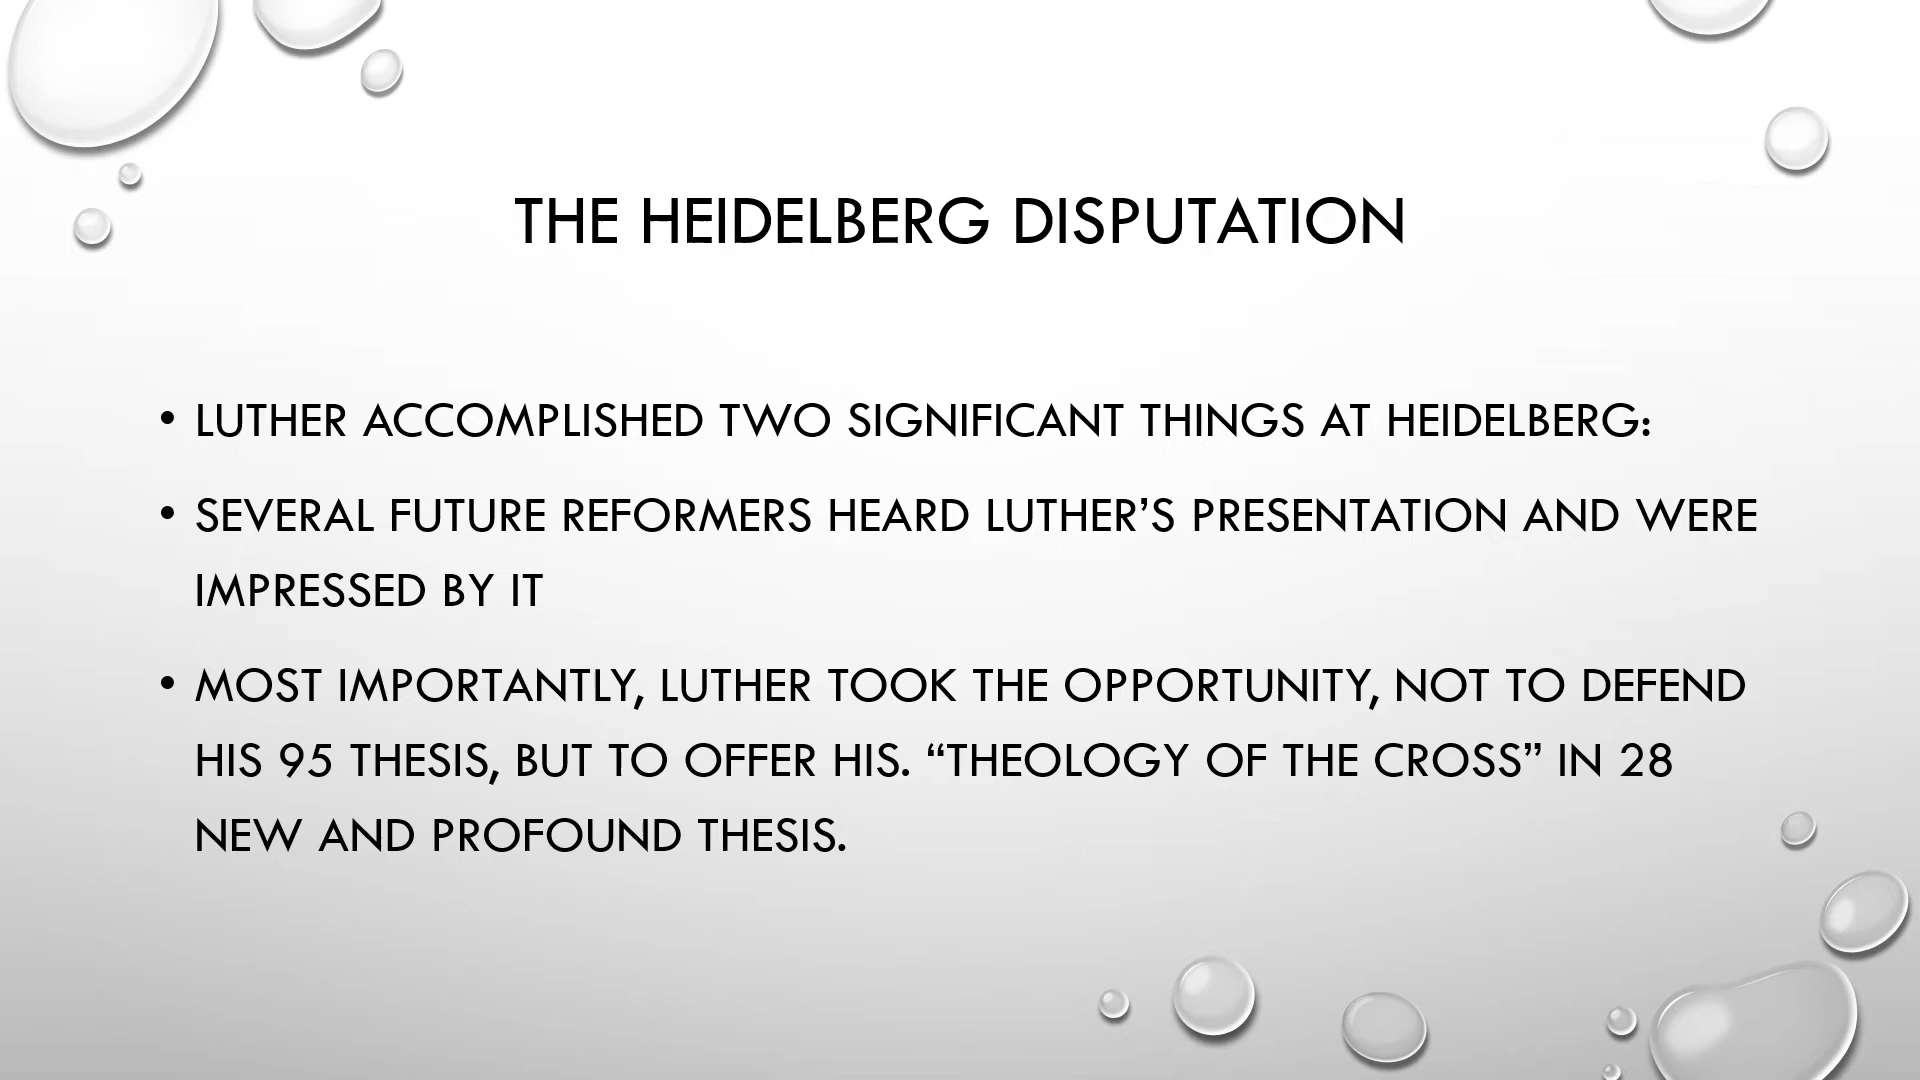 THE HEIDELBERG DISPUTATION
• LUTHER ACCOMPLISHED TWO SIGNIFICANT THINGS AT HEIDELBERG:
• SEVERAL FUTURE REFORMERS HEARD LUTHER’S PRESENTATION AND WERE
IMPRESSED BY IT
• MOST IMPORTANTLY, LUTHER TOOK THE OPPORTUNITY, NOT TO DEFEND
HIS 95 THESIS, BUT TO OFFER HIS. “THEOLOGY OF THE CROSS” IN 28
NEW AND PROFOUND THESIS.